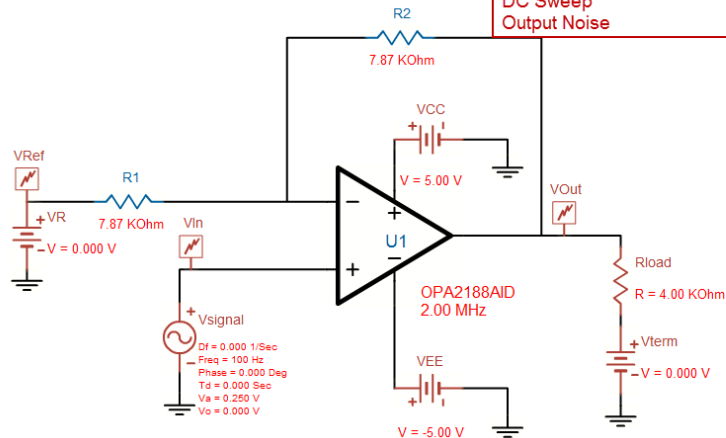 DC Sweep
Output Noise
R2
7.87 KOhm
VCC
V = 5.00 V
VRef
R1
7.87 KOhm
VR
V = 0.000 V
VIn
U1
VOut
OPA2188AID
2.00 MHz
Rload
R = 4.00 KOhm
Vsignal
Df = 0.000 1/Sec
Freq = 100 Hz
Phase = 0.000 Deg
Td = 0.000 Sec
Va = 0.250 V
Vo = 0.000 V
Vterm
V = 0.000 V
VEE
V = -5.00 V